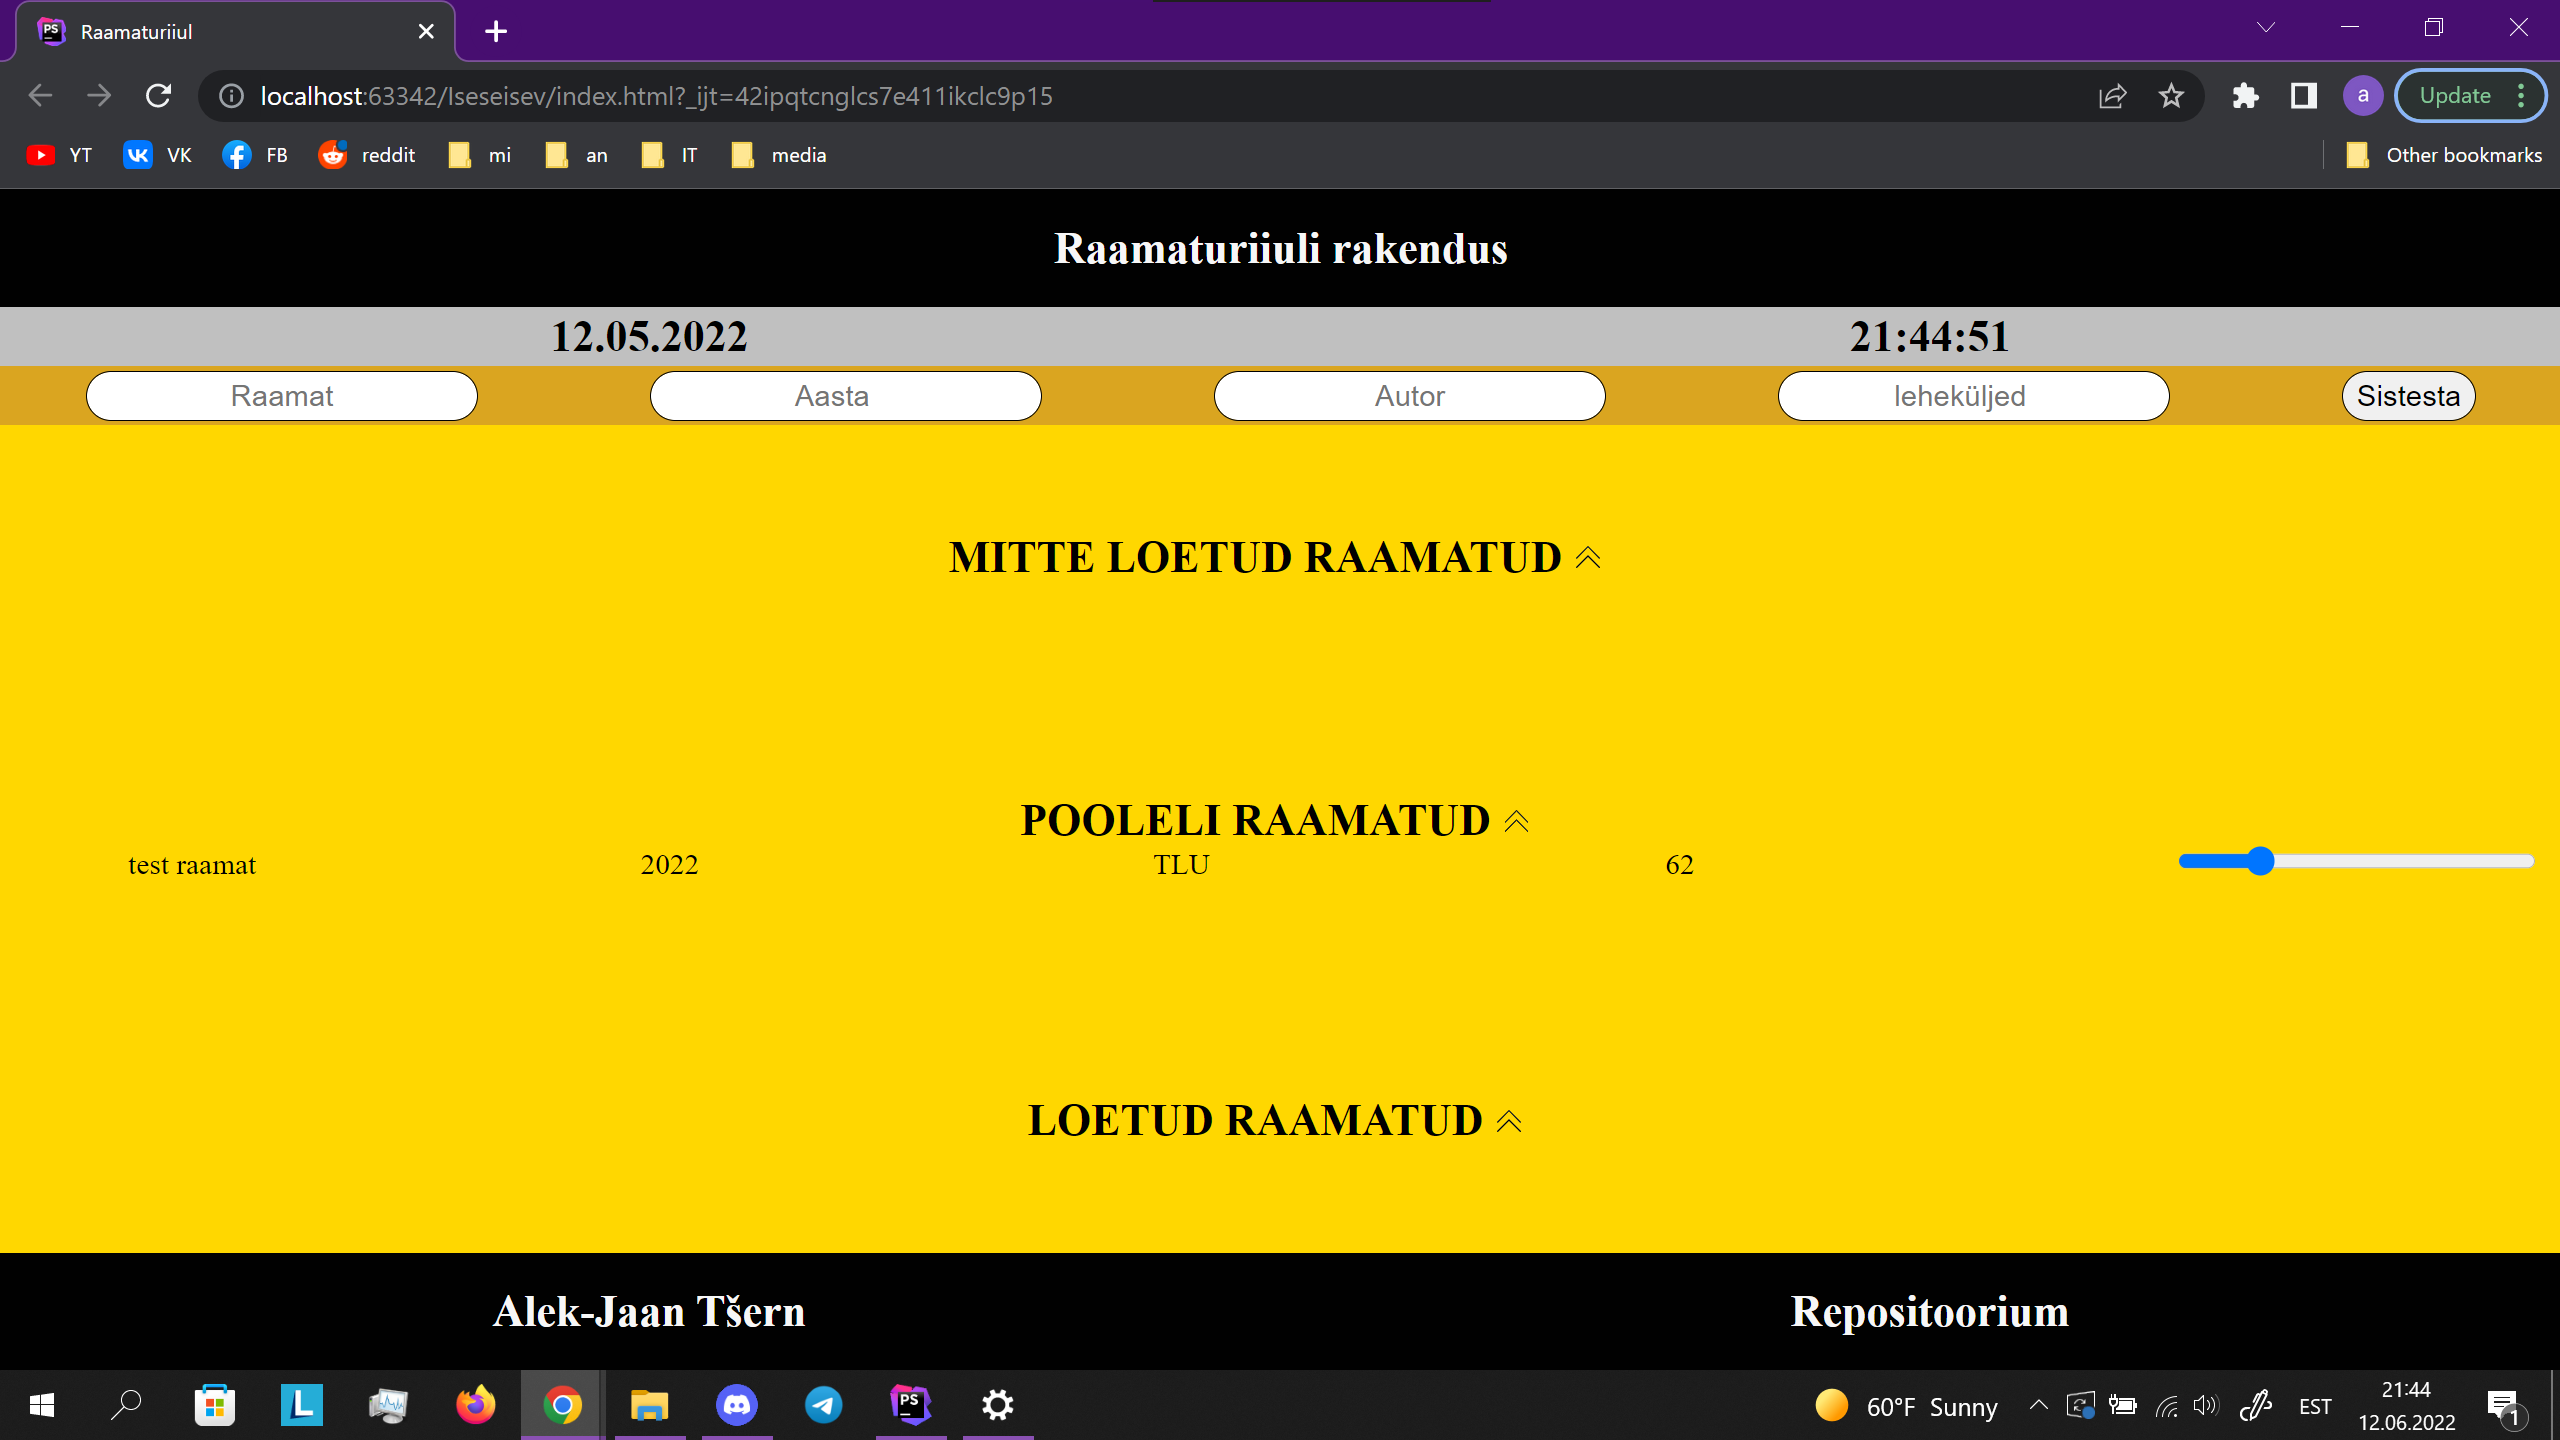 Raamaturiiul
localhost:63342/Iseseisev/index.html?_ijt=42ipqtcnglcs7e411ikclc9p15
a
Update
YT VK FB reddit mi an IT media Other bookmarks
Raamaturiiuli rakendus
12.05.2022 21:44:51
Raamat Aasta Autor leheküljed Sistesta
MITTE LOETUD RAAMATUD
POOLELI RAAMATUD
test raamat 2022 TLU 62
LOETUD RAAMATUD
Alek-Jaan Tšern Repositoorium
60°F Sunny EST 21:44
12.06.2022
1